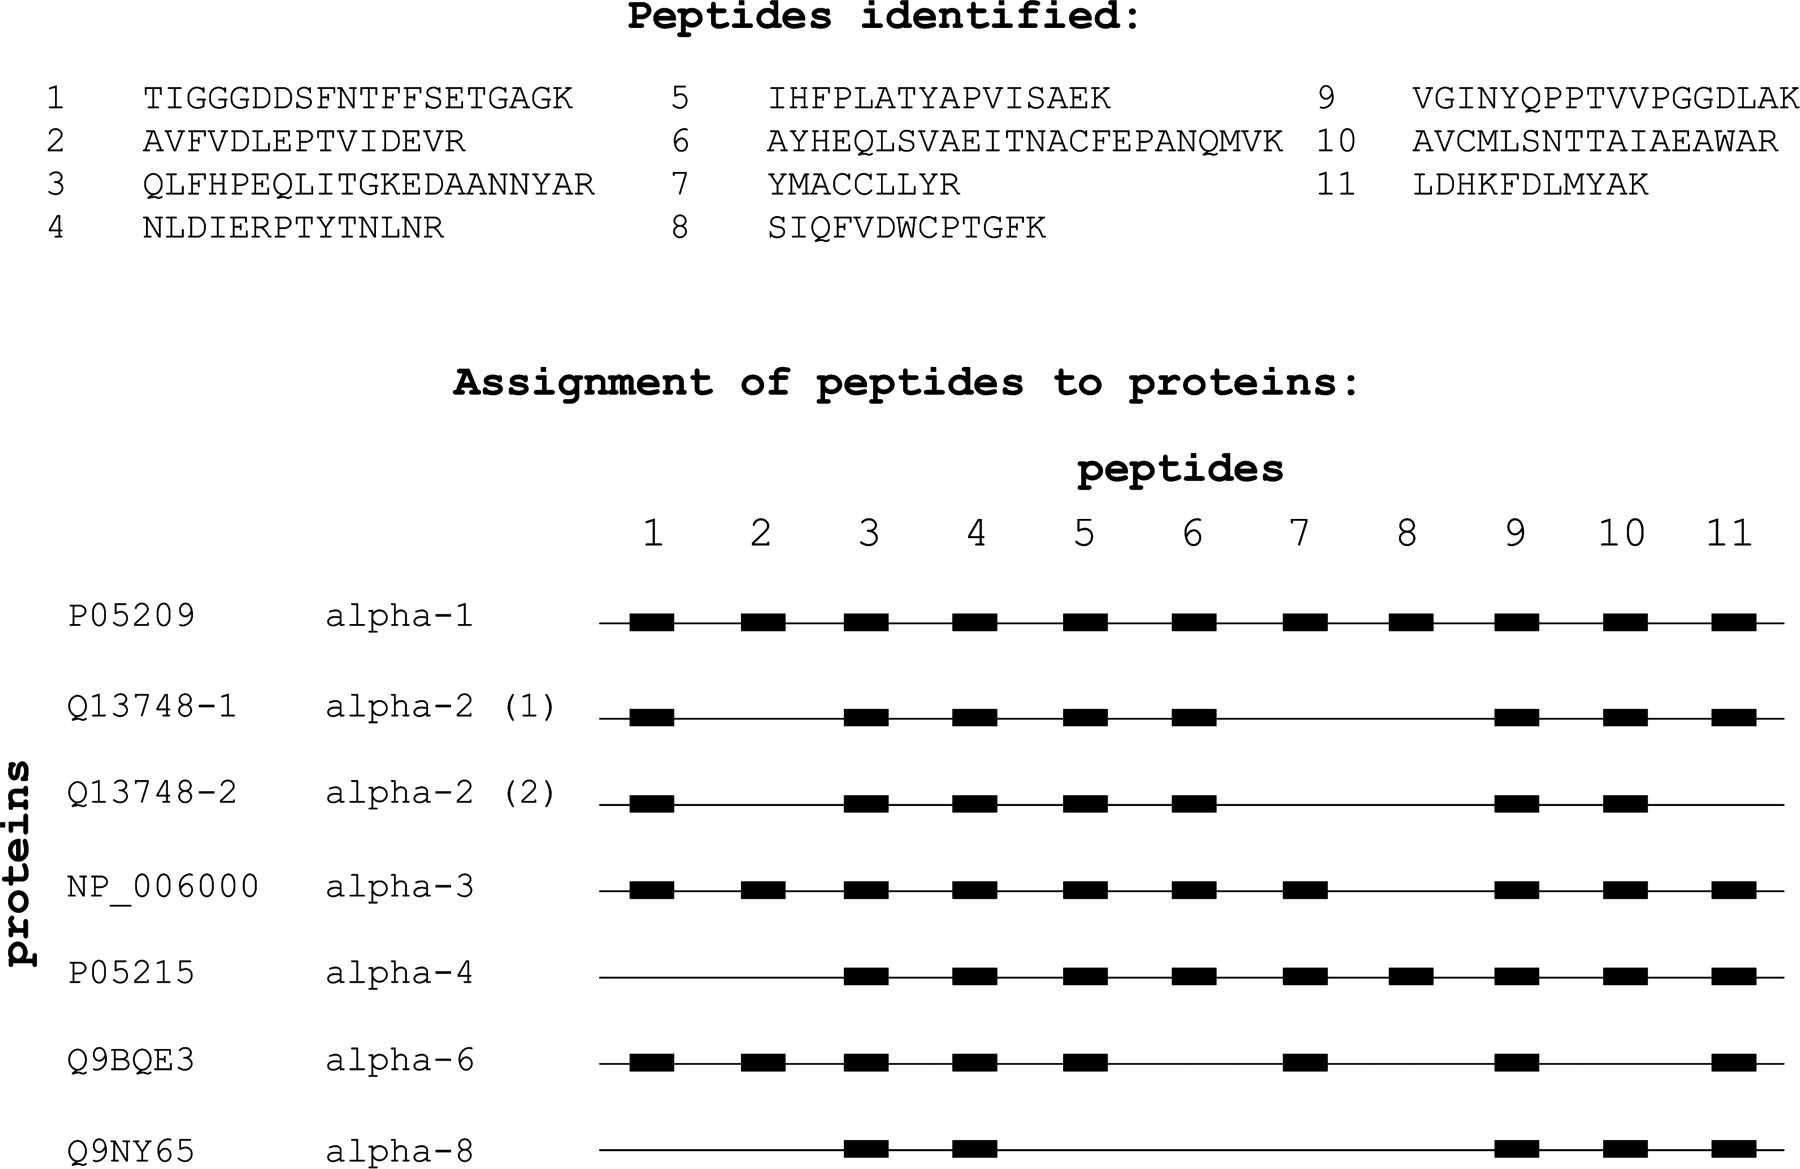 Peptides identified:
1 TIGGGDDSFNTFFSETGAGK 5 IHFPLATYAPVISAEK 9 VGINYQPPTVVPGGDLAK
2 AVFVDLEPTVIDEVR 6 AYHEQLSVAEITNACFEPANQMVK 10 AVCMLSNTTAIAEAWAR
3 QLFHPEQLITGKEDAANNYAR 7 YMACCLLYR 11 LDHKFDLMYAK
4 NLDIERPTYTNLNR 8 SIQFVDWCPTGFK
Assignment of peptides to proteins:
peptides
1 2 3 4 5 6 7 8 9 10 11
proteins
P05209 alpha-1
Q13748-1 alpha-2 (1)
Q13748-2 alpha-2 (2)
NP_006000 alpha-3
P05215 alpha-4
Q9BQE3 alpha-6
Q9NY65 alpha-8